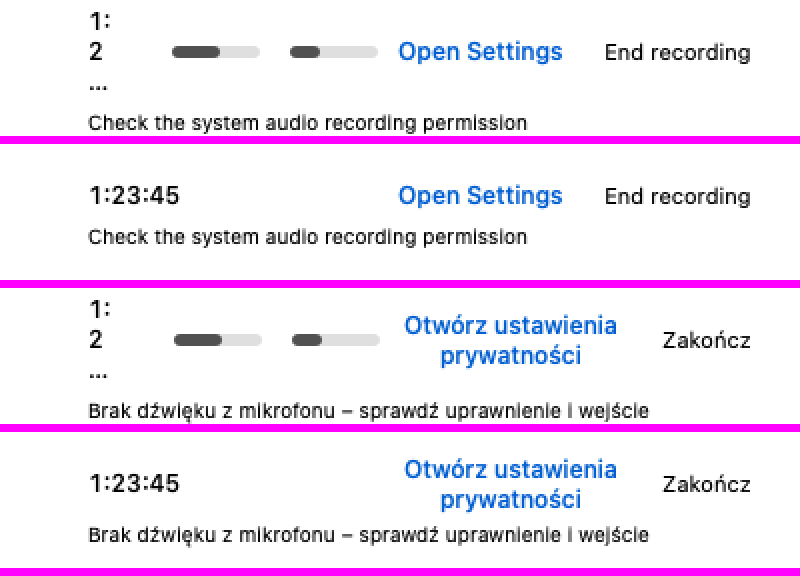 1:
2
...
Open Settings
End recording
Check the system audio recording permission
1:23:45
Open Settings
End recording
Check the system audio recording permission
1:
2
...
Otwórz ustawienia
prywatności
Zakończ
Brak dźwięku z mikrofonu – sprawdź uprawnienie i wejście
1:23:45
Otwórz ustawienia
prywatności
Zakończ
Brak dźwięku z mikrofonu – sprawdź uprawnienie i wejście